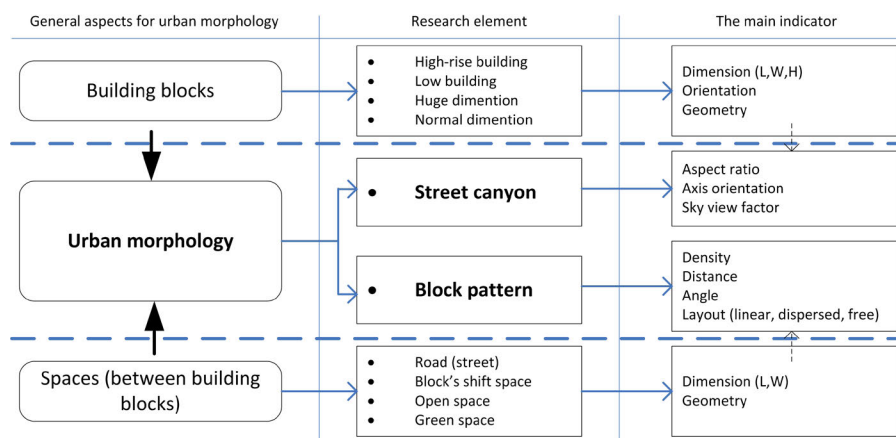 General aspects for urban morphology
Research element
The main indicator
Building blocks
• High-rise building
• Low building
• Huge dimention
• Normal dimention
Dimension (L,W,H)
Orientation
Geometry
Urban morphology
• Street canyon
Aspect ratio
Axis orientation
Sky view factor
• Block pattern
Density
Distance
Angle
Layout (linear, dispersed, free)
Spaces (between building
blocks)
• Road (street)
• Block's shift space
• Open space
• Green space
Dimension (L,W)
Geometry